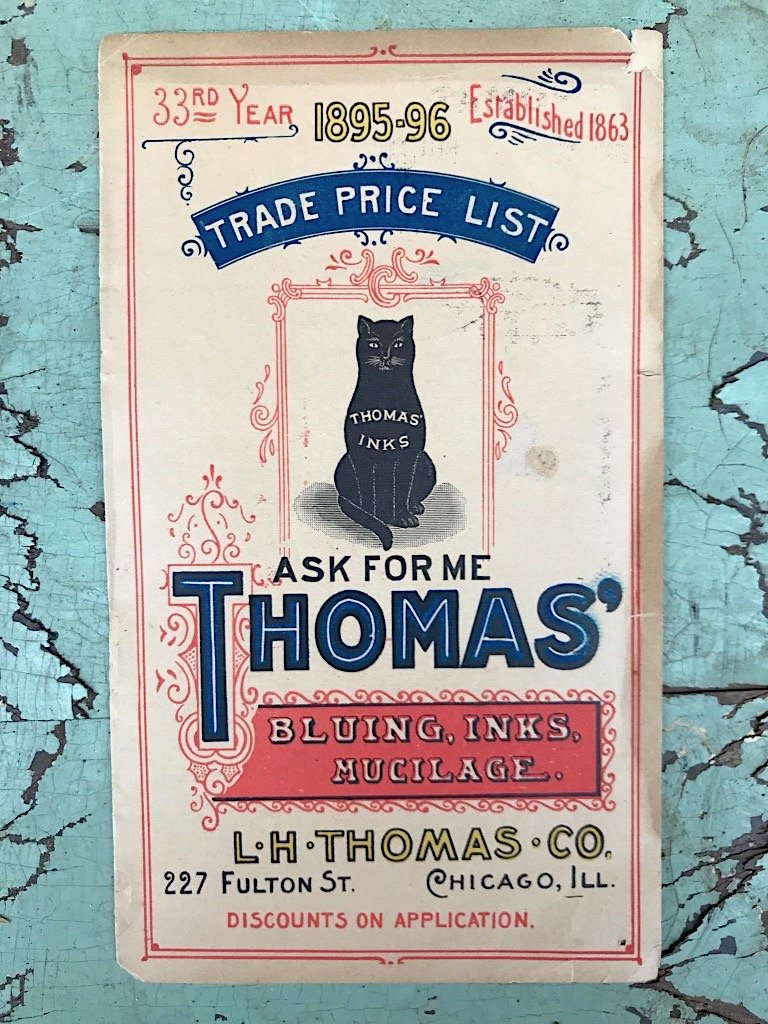 33RD YEAR
1895-96
Established 1863
TRADE PRICE LIST
THOMAS'
INKS
ASK FOR ME
THOMAS'
BLUING, INKS,
MUCILAGE.
L·H·THOMAS·CO.
227 FULTON ST. CHICAGO, ILL.
DISCOUNTS ON APPLICATION.